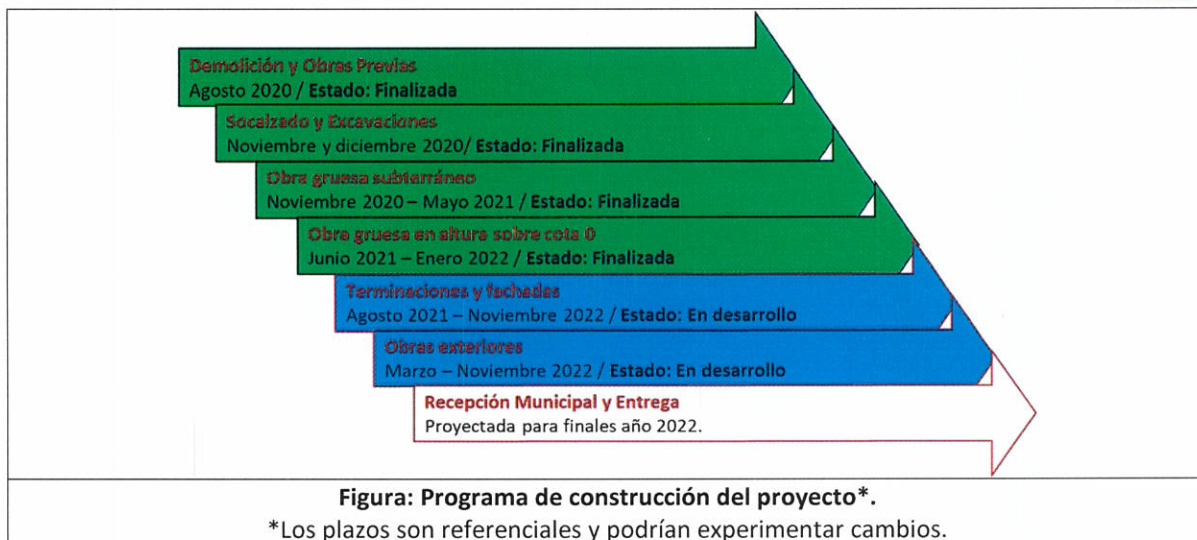 Demolición y Obras Previas
Agosto 2020 / Estado: Finalizada
Socalzado y Excavaciones
Noviembre y diciembre 2020/ Estado: Finalizada
Obra gruesa subterráneo
Noviembre 2020 – Mayo 2021 / Estado: Finalizada
Obra gruesa en altura sobre cota 0
Junio 2021 – Enero 2022 / Estado: Finalizada
Terminaciones y fachadas
Agosto 2021 – Noviembre 2022 / Estado: En desarrollo
Obras exteriores
Marzo – Noviembre 2022 / Estado: En desarrollo
Recepción Municipal y Entrega
Proyectada para finales año 2022.
Figura: Programa de construcción del proyecto*.
*Los plazos son referenciales y podrían experimentar cambios.